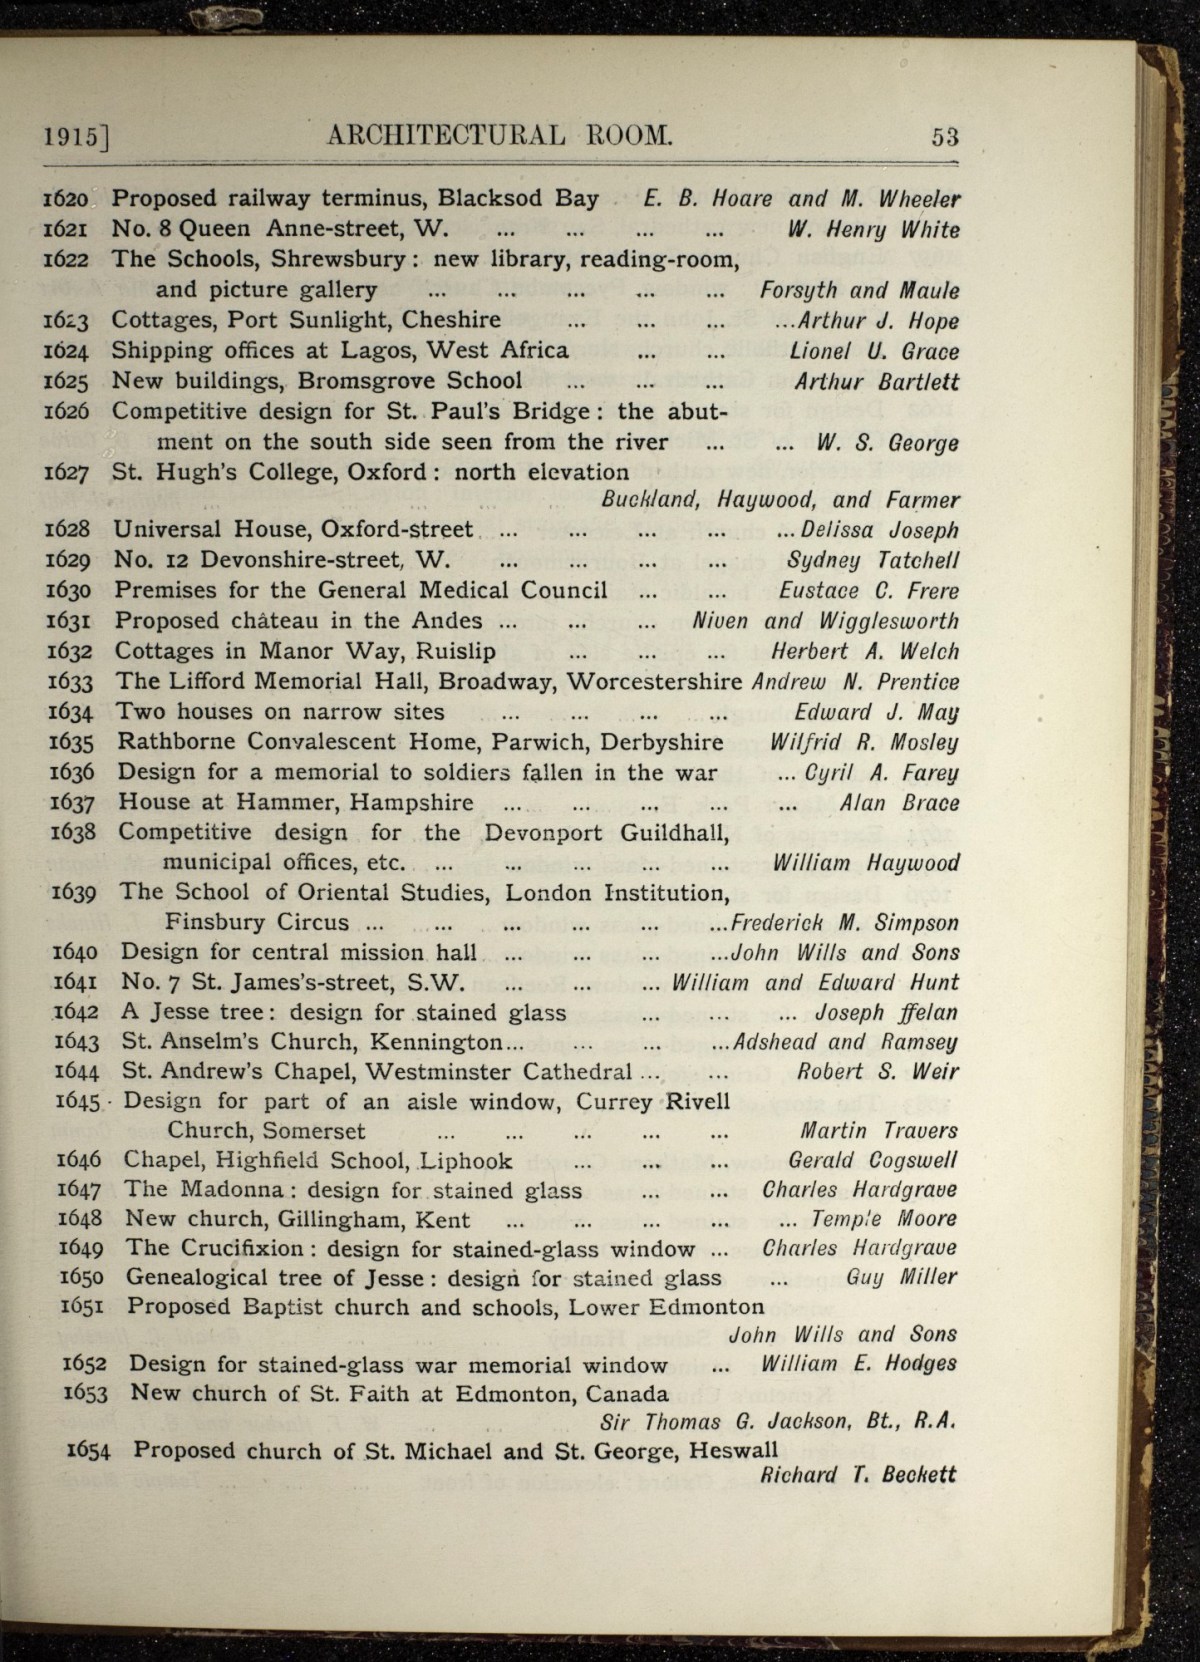 1915] ARCHITECTURAL ROOM. 53
1620 Proposed railway terminus, Blacksod Bay E. B. Hoare and M. Wheeler
1621 No. 8 Queen Anne-street, W. ... ... ... ... W. Henry White
1622 The Schools, Shrewsbury: new library, reading-room,
and picture gallery ... ... ... ... ... Forsyth and Maule
1623 Cottages, Port Sunlight, Cheshire ... ... ... ...Arthur J. Hope
1624 Shipping offices at Lagos, West Africa ... ... Lionel U. Grace
1625 New buildings, Bromsgrove School ... ... ... Arthur Bartlett
1626 Competitive design for St. Paul's Bridge: the abut-
ment on the south side seen from the river ... ... W. S. George
1627 St. Hugh's College, Oxford: north elevation
Buckland, Haywood, and Farmer
1628 Universal House, Oxford-street ... ... ... ... ...Delissa Joseph
1629 No. 12 Devonshire-street, W. ... ... ... ... Sydney Tatchell
1630 Premises for the General Medical Council ... ... Eustace C. Frere
1631 Proposed château in the Andes ... ... ... Niven and Wigglesworth
1632 Cottages in Manor Way, Ruislip ... ... ... Herbert A. Welch
1633 The Lifford Memorial Hall, Broadway, Worcestershire Andrew N. Prentice
1634 Two houses on narrow sites ... ... ... ... Edward J. May
1635 Rathborne Convalescent Home, Parwich, Derbyshire Wilfrid R. Mosley
1636 Design for a memorial to soldiers fallen in the war ... Cyril A. Farey
1637 House at Hammer, Hampshire ... ... ... ... ... Alan Brace
1638 Competitive design for the Devonport Guildhall,
municipal offices, etc. ... ... ... ... ... William Haywood
1639 The School of Oriental Studies, London Institution,
Finsbury Circus ... ... ... ... ... ...Frederick M. Simpson
1640 Design for central mission hall ... ... ... ...John Wills and Sons
1641 No. 7 St. James's-street, S.W. ... ... ... William and Edward Hunt
1642 A Jesse tree: design for stained glass ... ... ... Joseph ffelan
1643 St. Anselm's Church, Kennington... ... ... ...Adshead and Ramsey
1644 St. Andrew's Chapel, Westminster Cathedral ... ... Robert S. Weir
1645 Design for part of an aisle window, Currey Rivell
Church, Somerset ... ... ... ... ... Martin Travers
1646 Chapel, Highfield School, Liphook ... ... ... Gerald Cogswell
1647 The Madonna: design for stained glass ... ... Charles Hardgrave
1648 New church, Gillingham, Kent ... ... ... ... ... Temple Moore
1649 The Crucifixion: design for stained-glass window ... Charles Hardgrave
1650 Genealogical tree of Jesse: design for stained glass ... Guy Miller
1651 Proposed Baptist church and schools, Lower Edmonton
John Wills and Sons
1652 Design for stained-glass war memorial window ... William E. Hodges
1653 New church of St. Faith at Edmonton, Canada
Sir Thomas G. Jackson, Bt., R.A.
1654 Proposed church of St. Michael and St. George, Heswall
Richard T. Beckett